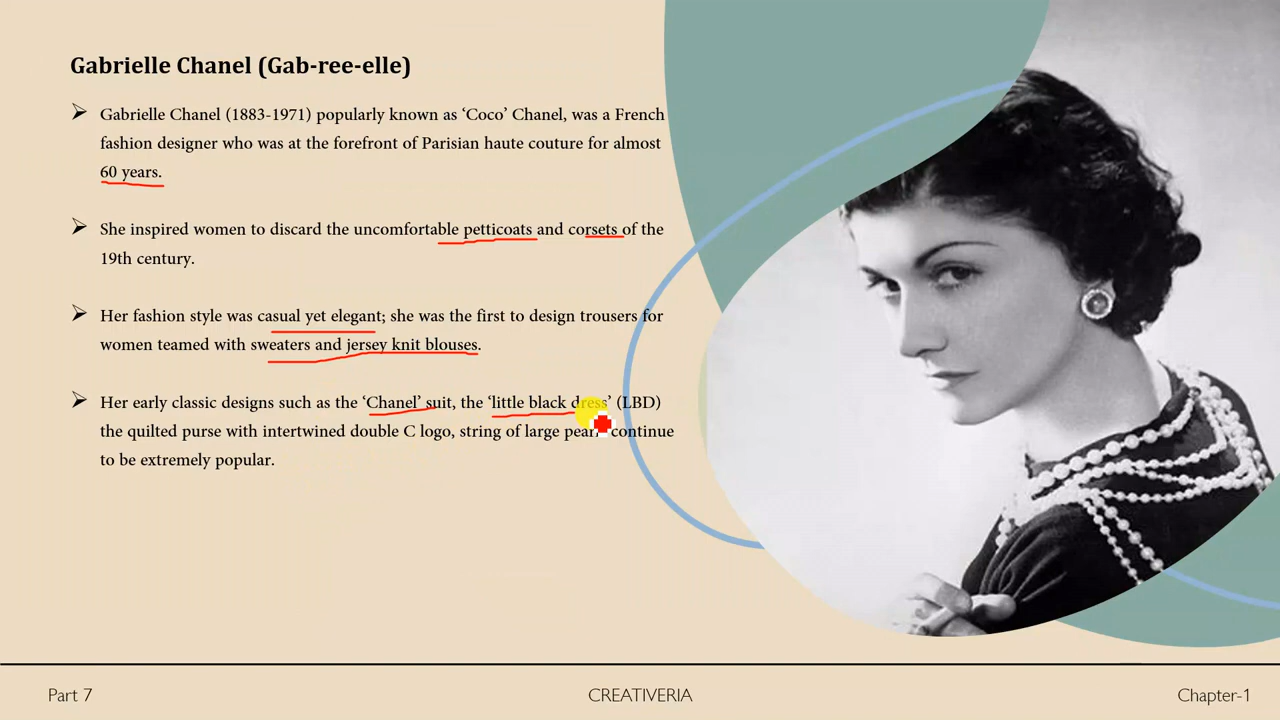 Gabrielle Chanel (Gab-ree-elle)
➢ Gabrielle Chanel (1883-1971) popularly known as ‘Coco’ Chanel, was a French
fashion designer who was at the forefront of Parisian haute couture for almost
60 years.
➢ She inspired women to discard the uncomfortable petticoats and corsets of the
19th century.
➢ Her fashion style was casual yet elegant; she was the first to design trousers for
women teamed with sweaters and jersey knit blouses.
➢ Her early classic designs such as the ‘Chanel’ suit, the ‘little black dress’ (LBD)
the quilted purse with intertwined double C logo, string of large pearls continue
to be extremely popular.
Part 7
CREATIVERIA
Chapter-1